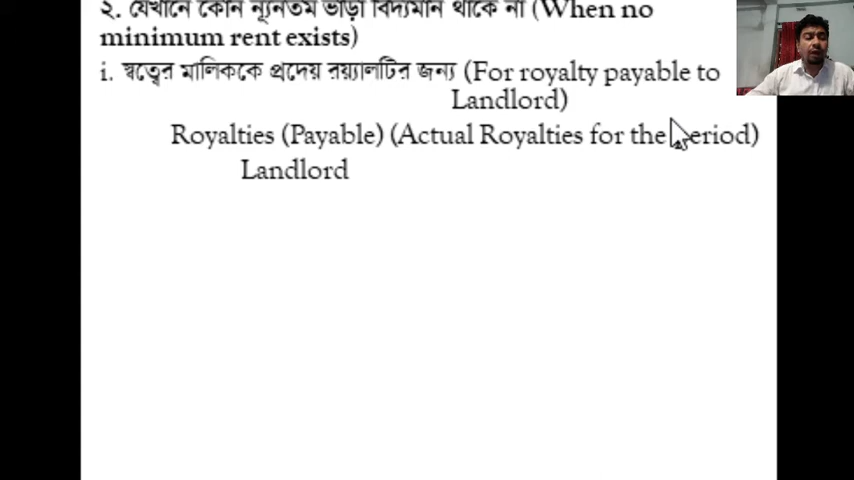 ২. যেখানে কোন ন্যূনতম ভাড়া বিদ্যমান থাকে না (When no
minimum rent exists)
i. স্বত্বের মালিককে প্রদেয় রয়্যালটির জন্য (For royalty payable to
Landlord)
Royalties (Payable) (Actual Royalties for the Period)
Landlord